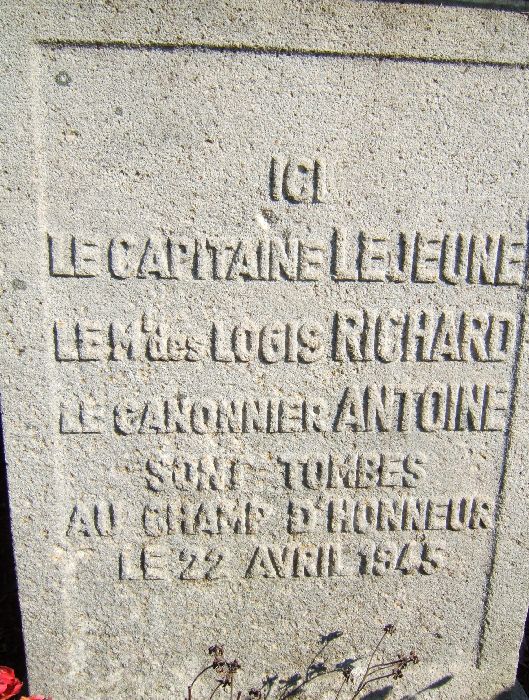 ICI
LE CAPITAINE LEJEUNE
LE Mᵃˡ des LOGIS RICHARD
LE CANONNIER ANTOINE
SONT TOMBES
AU CHAMP D'HONNEUR
LE 22 AVRIL 1945